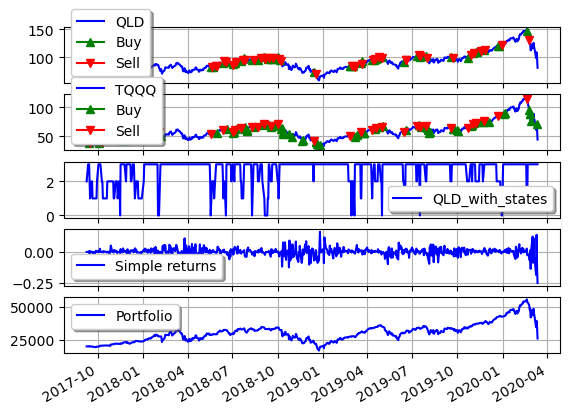 150
100
QLD
Buy
Sell
100
50
TQQQ
Buy
Sell
2
0
QLD_with_states
0.00
-0.25
Simple returns
50000
25000
Portfolio
2017-10 2018-01 2018-04 2018-07 2018-10 2019-01 2019-04 2019-07 2019-10 2020-01 2020-04